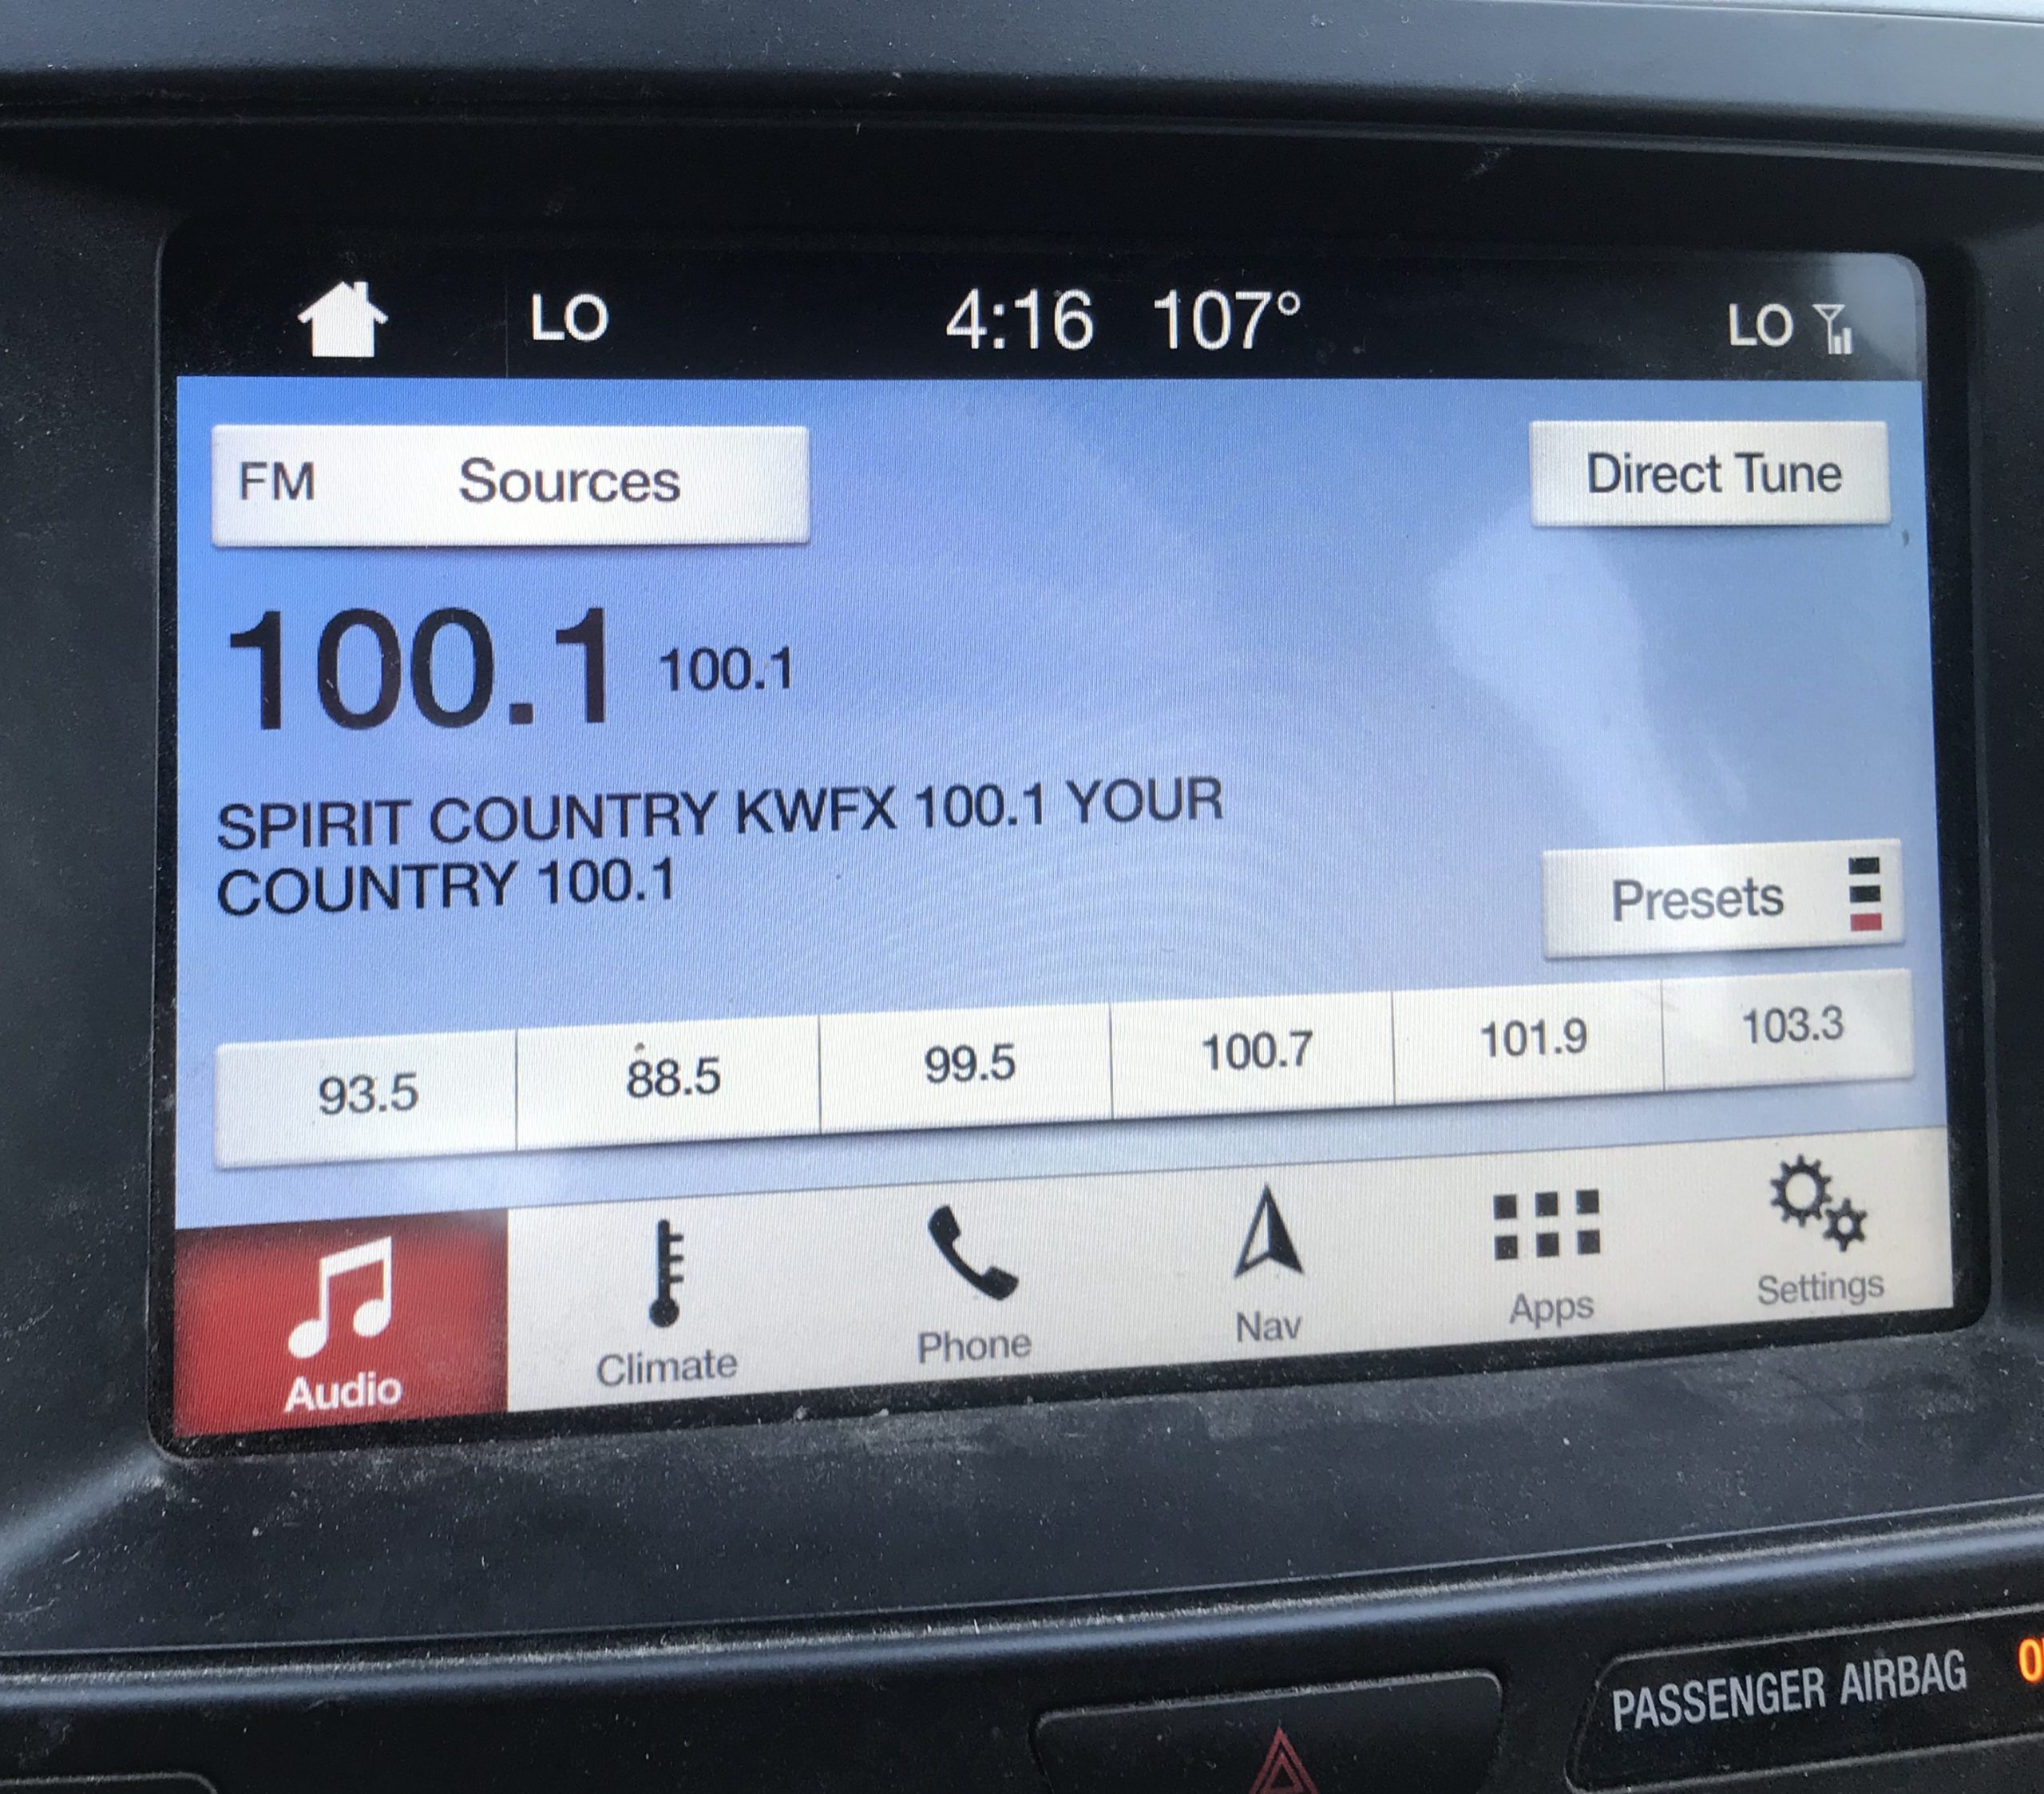 LO 4:16 107° LO
FM Sources Direct Tune
100.1 100.1
SPIRIT COUNTRY KWFX 100.1 YOUR
COUNTRY 100.1
Presets
93.5 88.5 99.5 100.7 101.9 103.3
Audio Climate Phone Nav Apps Settings
PASSENGER AIRBAG